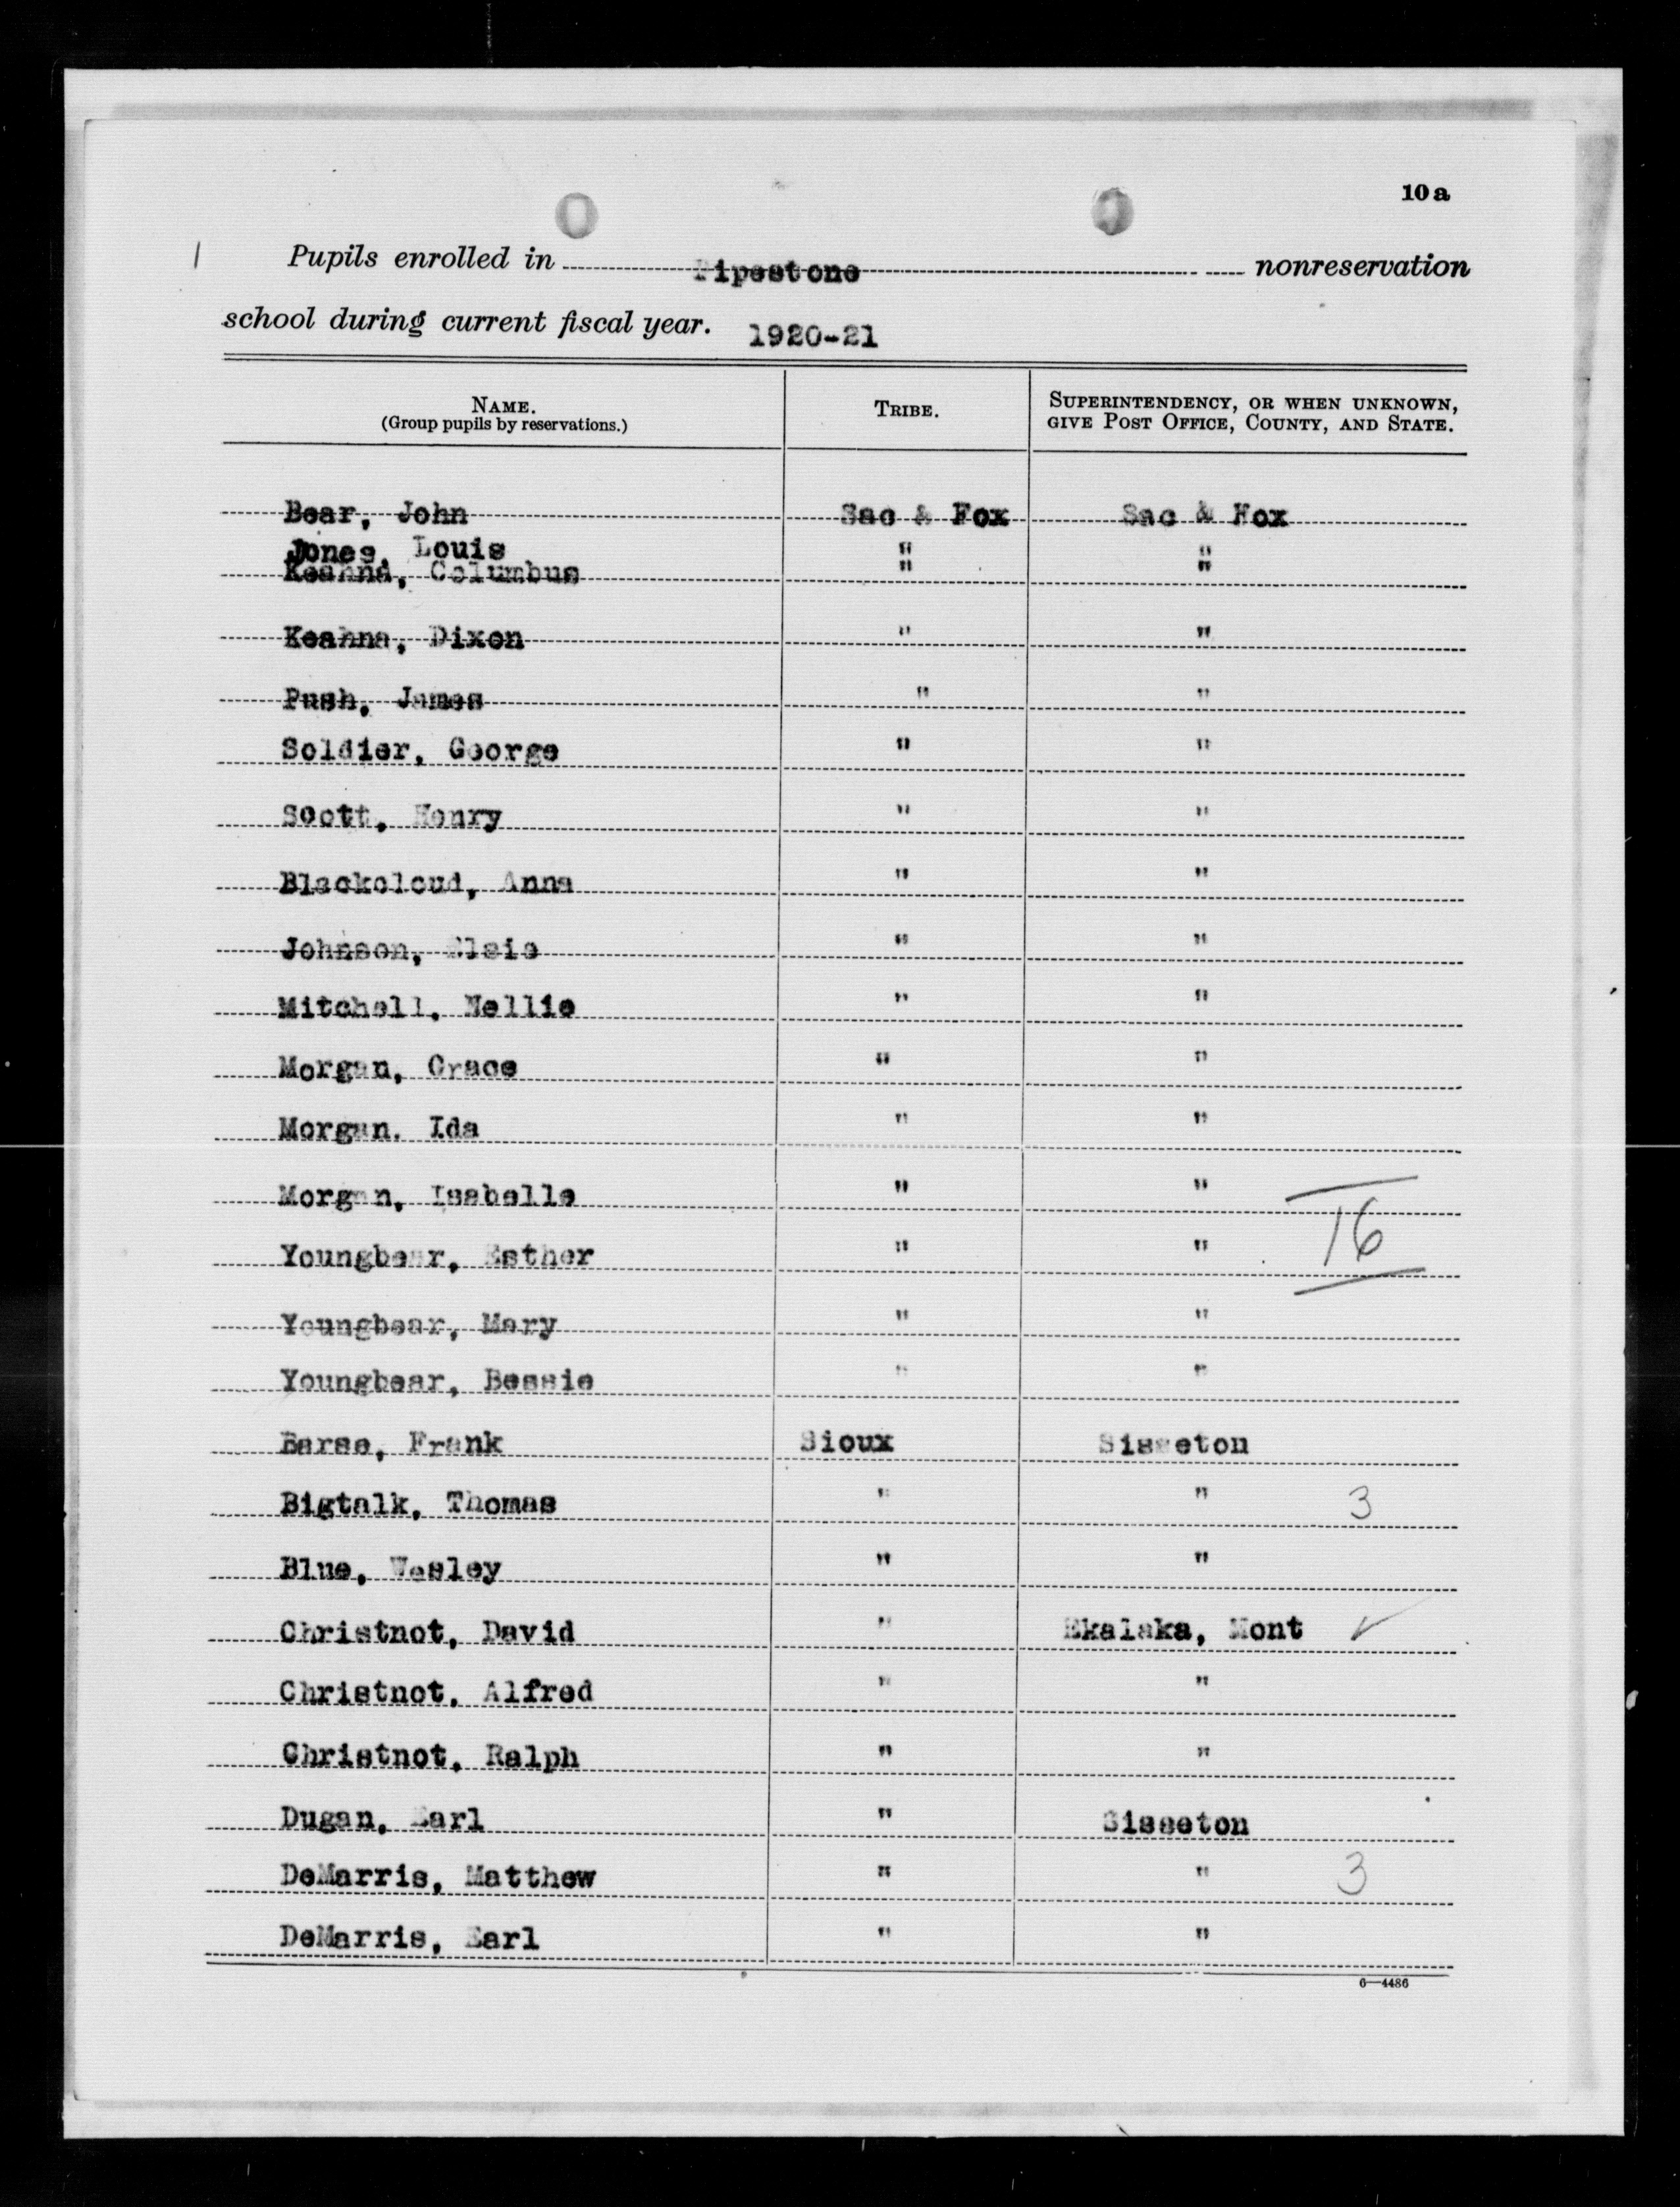 10a
1
Pupils enrolled in Pipestone nonreservation
school during current fiscal year. 1920-21
NAME. TRIBE. SUPERINTENDENCY, OR WHEN UNKNOWN,
(Group pupils by reservations.) GIVE POST OFFICE, COUNTY, AND STATE.
Bear, John Sac & Fox Sac & Fox
Jones, Louis " "
Keahna, Columbus " "
Keahna, Dixon " "
Push, James " "
Soldier, George " "
Scott, Henry " "
Blackcloud, Anna " "
Johnson, Elsie " "
Mitchell, Nellie " "
Morgan, Grace " "
Morgan. Ida " "
Morgan, Isabelle " "
Youngbear, Esther " " 16
Youngbear, Mary " "
Youngbear, Bessie " "
Barse, Frank Sioux Sisseton
Bigtalk, Thomas " " 3
Blue, Wesley " "
Christnot, David " Ekalaka, Mont ✓
Christnot, Alfred " "
Christnot, Ralph " "
Dugan, Earl " Sisseton
DeMarris, Matthew " " 3
DeMarris, Earl " "
6—4486